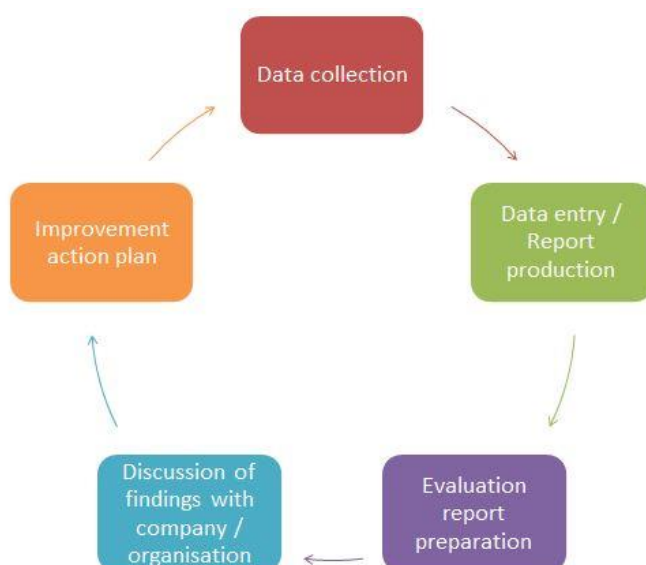 Data collection
Data entry /
Report
production
Evaluation
report
preparation
Discussion of
findings with
company /
organisation
Improvement
action plan